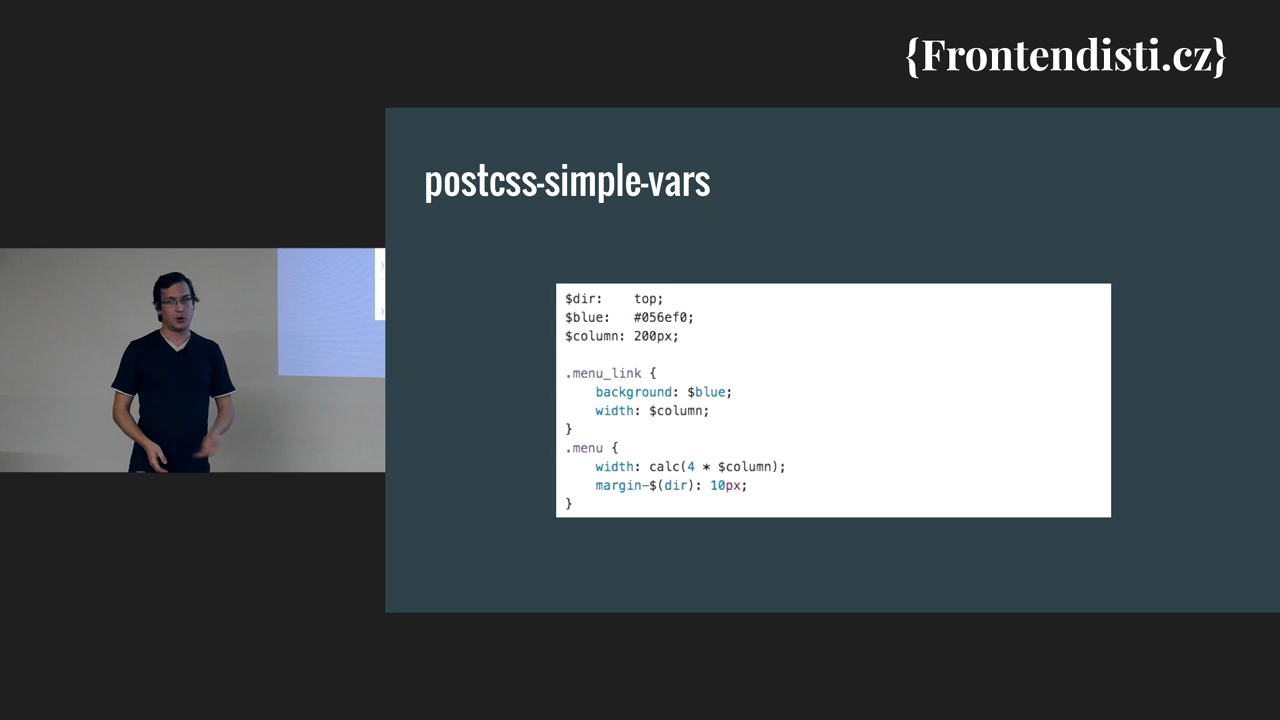 {Frontendisti.cz}
postcss-simple-vars
$dir:    top;
$blue:   #056ef0;
$column: 200px;
.menu_link {
    background: $blue;
    width: $column;
}
.menu {
    width: calc(4 * $column);
    margin-$(dir): 10px;
}